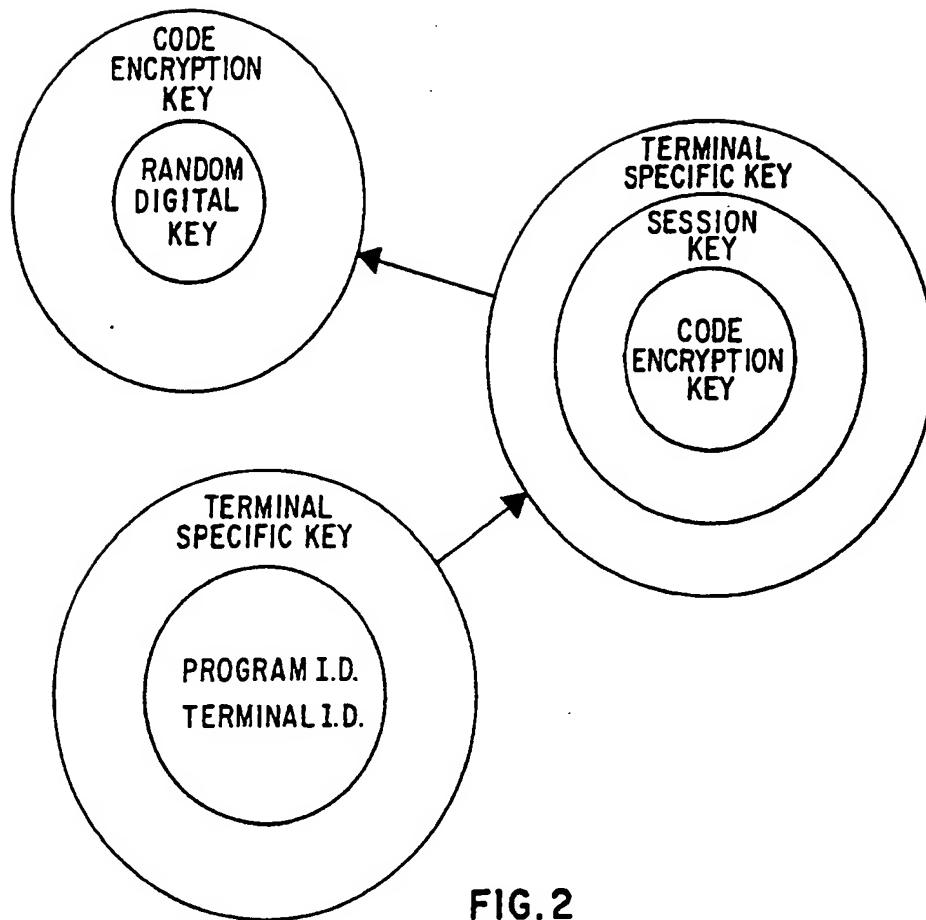 CODE
ENCRYPTION
KEY
RANDOM
DIGITAL
KEY
TERMINAL
SPECIFIC KEY
SESSION
KEY
CODE
ENCRYPTION
KEY
TERMINAL
SPECIFIC KEY
PROGRAM I.D.
TERMINAL I.D.
FIG. 2